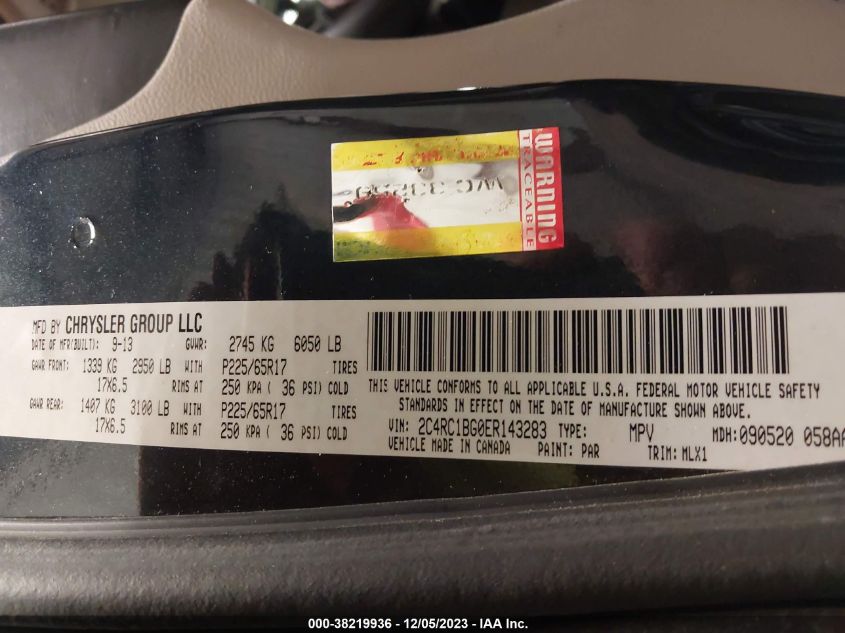 WARNING
TRACEABLE
MFD BY CHRYSLER GROUP LLC
DATE OF MFR(BUILT): 9-13 GVWR: 2745 KG 6050 LB
GAWR FRONT: 1339 KG 2950 LB WITH P225/65R17 TIRES
17X6.5 RIMS AT 250 KPA ( 36 PSI) COLD
GAWR REAR: 1407 KG 3100 LB WITH P225/65R17 TIRES
17X6.5 RIMS AT 250 KPA ( 36 PSI) COLD
THIS VEHICLE CONFORMS TO ALL APPLICABLE U.S.A. FEDERAL MOTOR VEHICLE SAFETY
STANDARDS IN EFFECT ON THE DATE OF MANUFACTURE SHOWN ABOVE.
VIN: 2C4RC1BG0ER143283 TYPE: MPV MDH:090520 058AA
VEHICLE MADE IN CANADA PAINT: PAR TRIM: MLX1
000-38219936 - 12/05/2023 - IAA Inc.